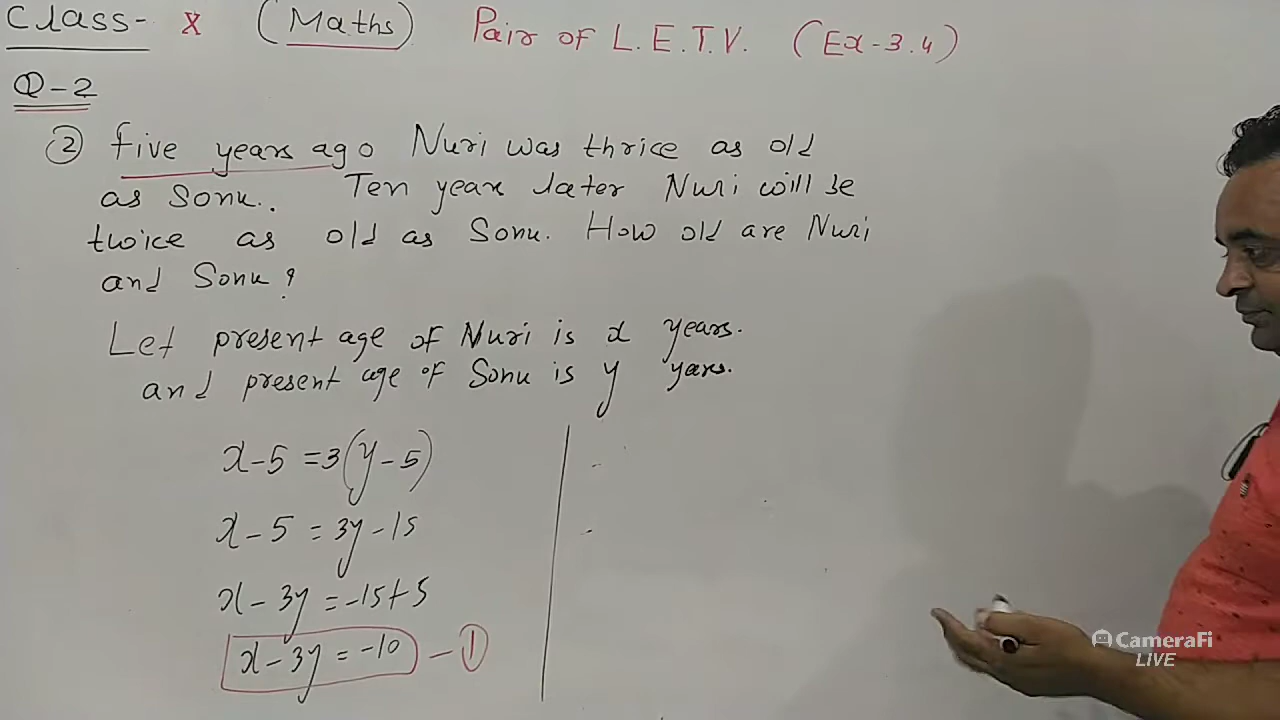 Class- X (Maths) Pair of L.E.T.V. (Ex-3.4)
Q-2
② five years ago Nuri was thrice as old
as Sonu. Ten year later Nuri will be
twice as old as Sonu. How old are Nuri
and Sonu?
Let present age of Nuri is x years.
and present age of Sonu is y yars.
x-5 = 3(y-5)
x-5 = 3y-15
x-3y = -15+5
x-3y = -10 -①
CameraFi
LIVE